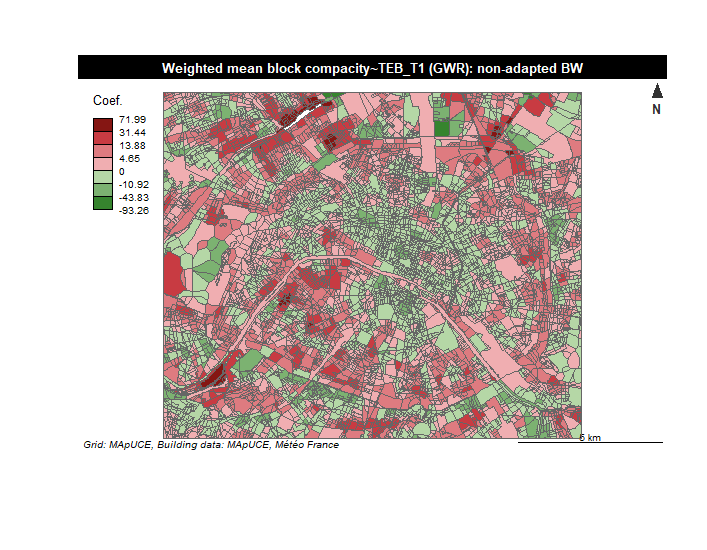 Weighted mean block compacity~TEB_T1 (GWR): non-adapted BW
Coef.
71.99
31.44
13.88
4.65
0
-10.92
-43.83
-93.26
N
5 km
Grid: MApUCE, Building data: MApUCE, Météo France